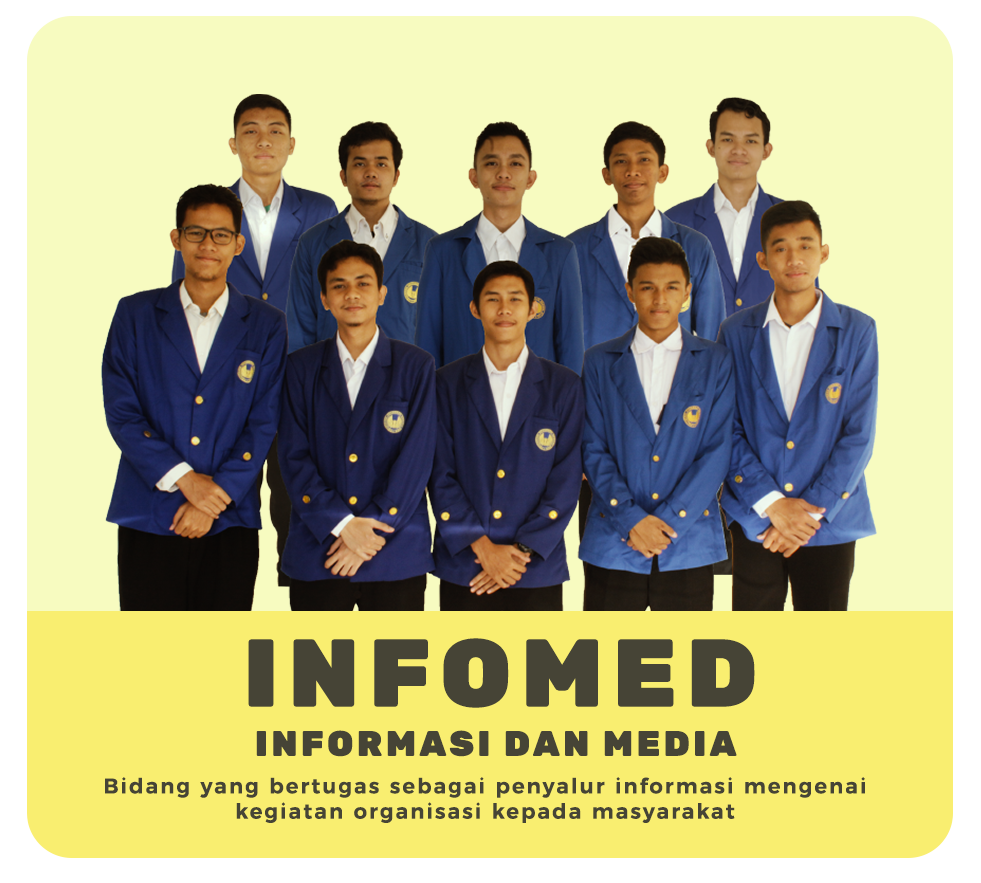 INFOMED
INFORMASI DAN MEDIA
Bidang yang bertugas sebagai penyalur informasi mengenai
kegiatan organisasi kepada masyarakat